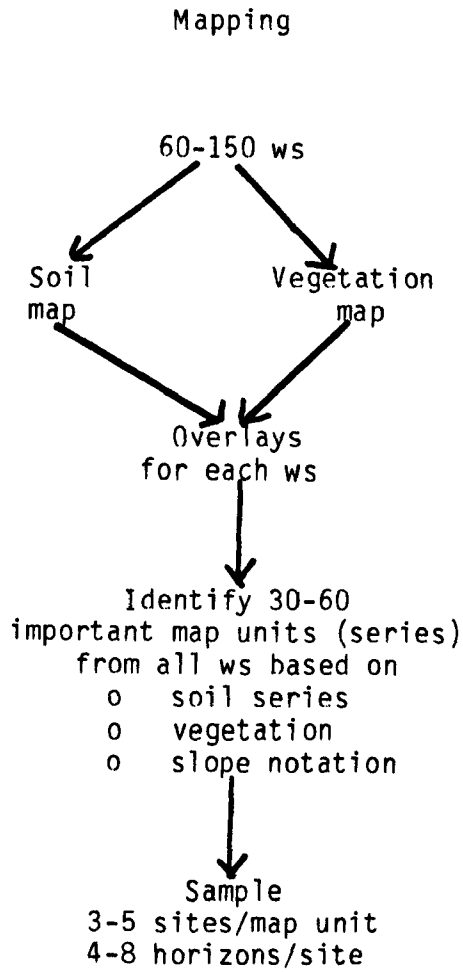 Mapping
60-150 ws
Soil
map
Vegetation
map
Overlays
for each ws
Identify 30-60
important map units (series)
from all ws based on
o soil series
o vegetation
o slope notation
Sample
3-5 sites/map unit
4-8 horizons/site